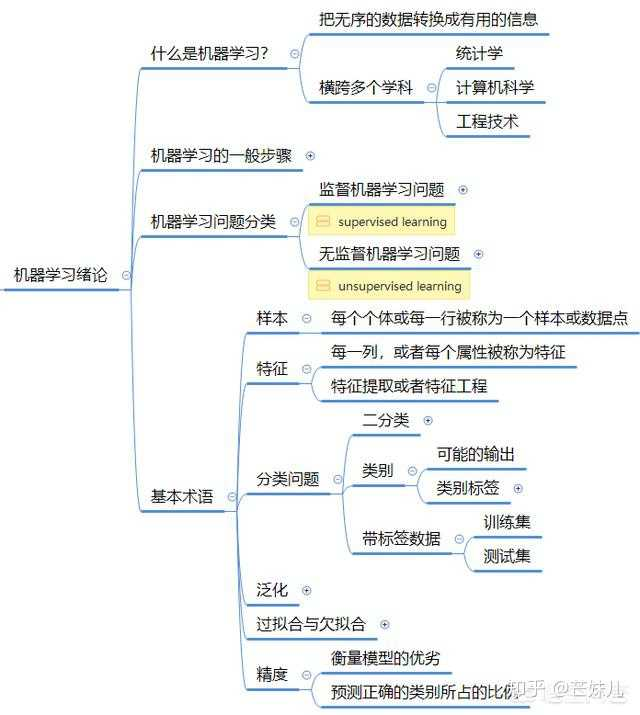 把无序的数据转换成有用的信息
什么是机器学习?
统计学
横跨多个学科
计算机科学
工程技术
机器学习的一般步骤
监督机器学习问题
机器学习问题分类
supervised learning
无监督机器学习问题
机器学习绪论
unsupervised learning
样本
每个个体或每一行被称为一个样本或数据点
每一列，或者每个属性被称为特征
特征
特征提取或者特征工程
二分类
可能的输出
类别
分类问题
类别标签
基本术语
训练集
带标签数据
测试集
泛化
过拟合与欠拟合
衡量模型的优劣
精度
预测正确的类别所占的比例
知乎 @芒妹儿